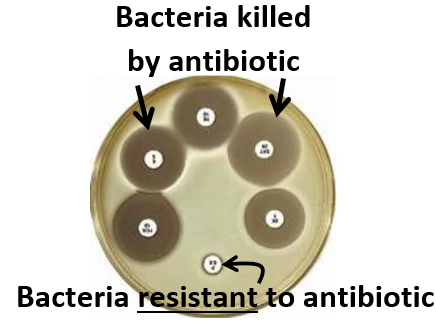 Bacteria killed
by antibiotic
Bacteria resistant to antibiotic